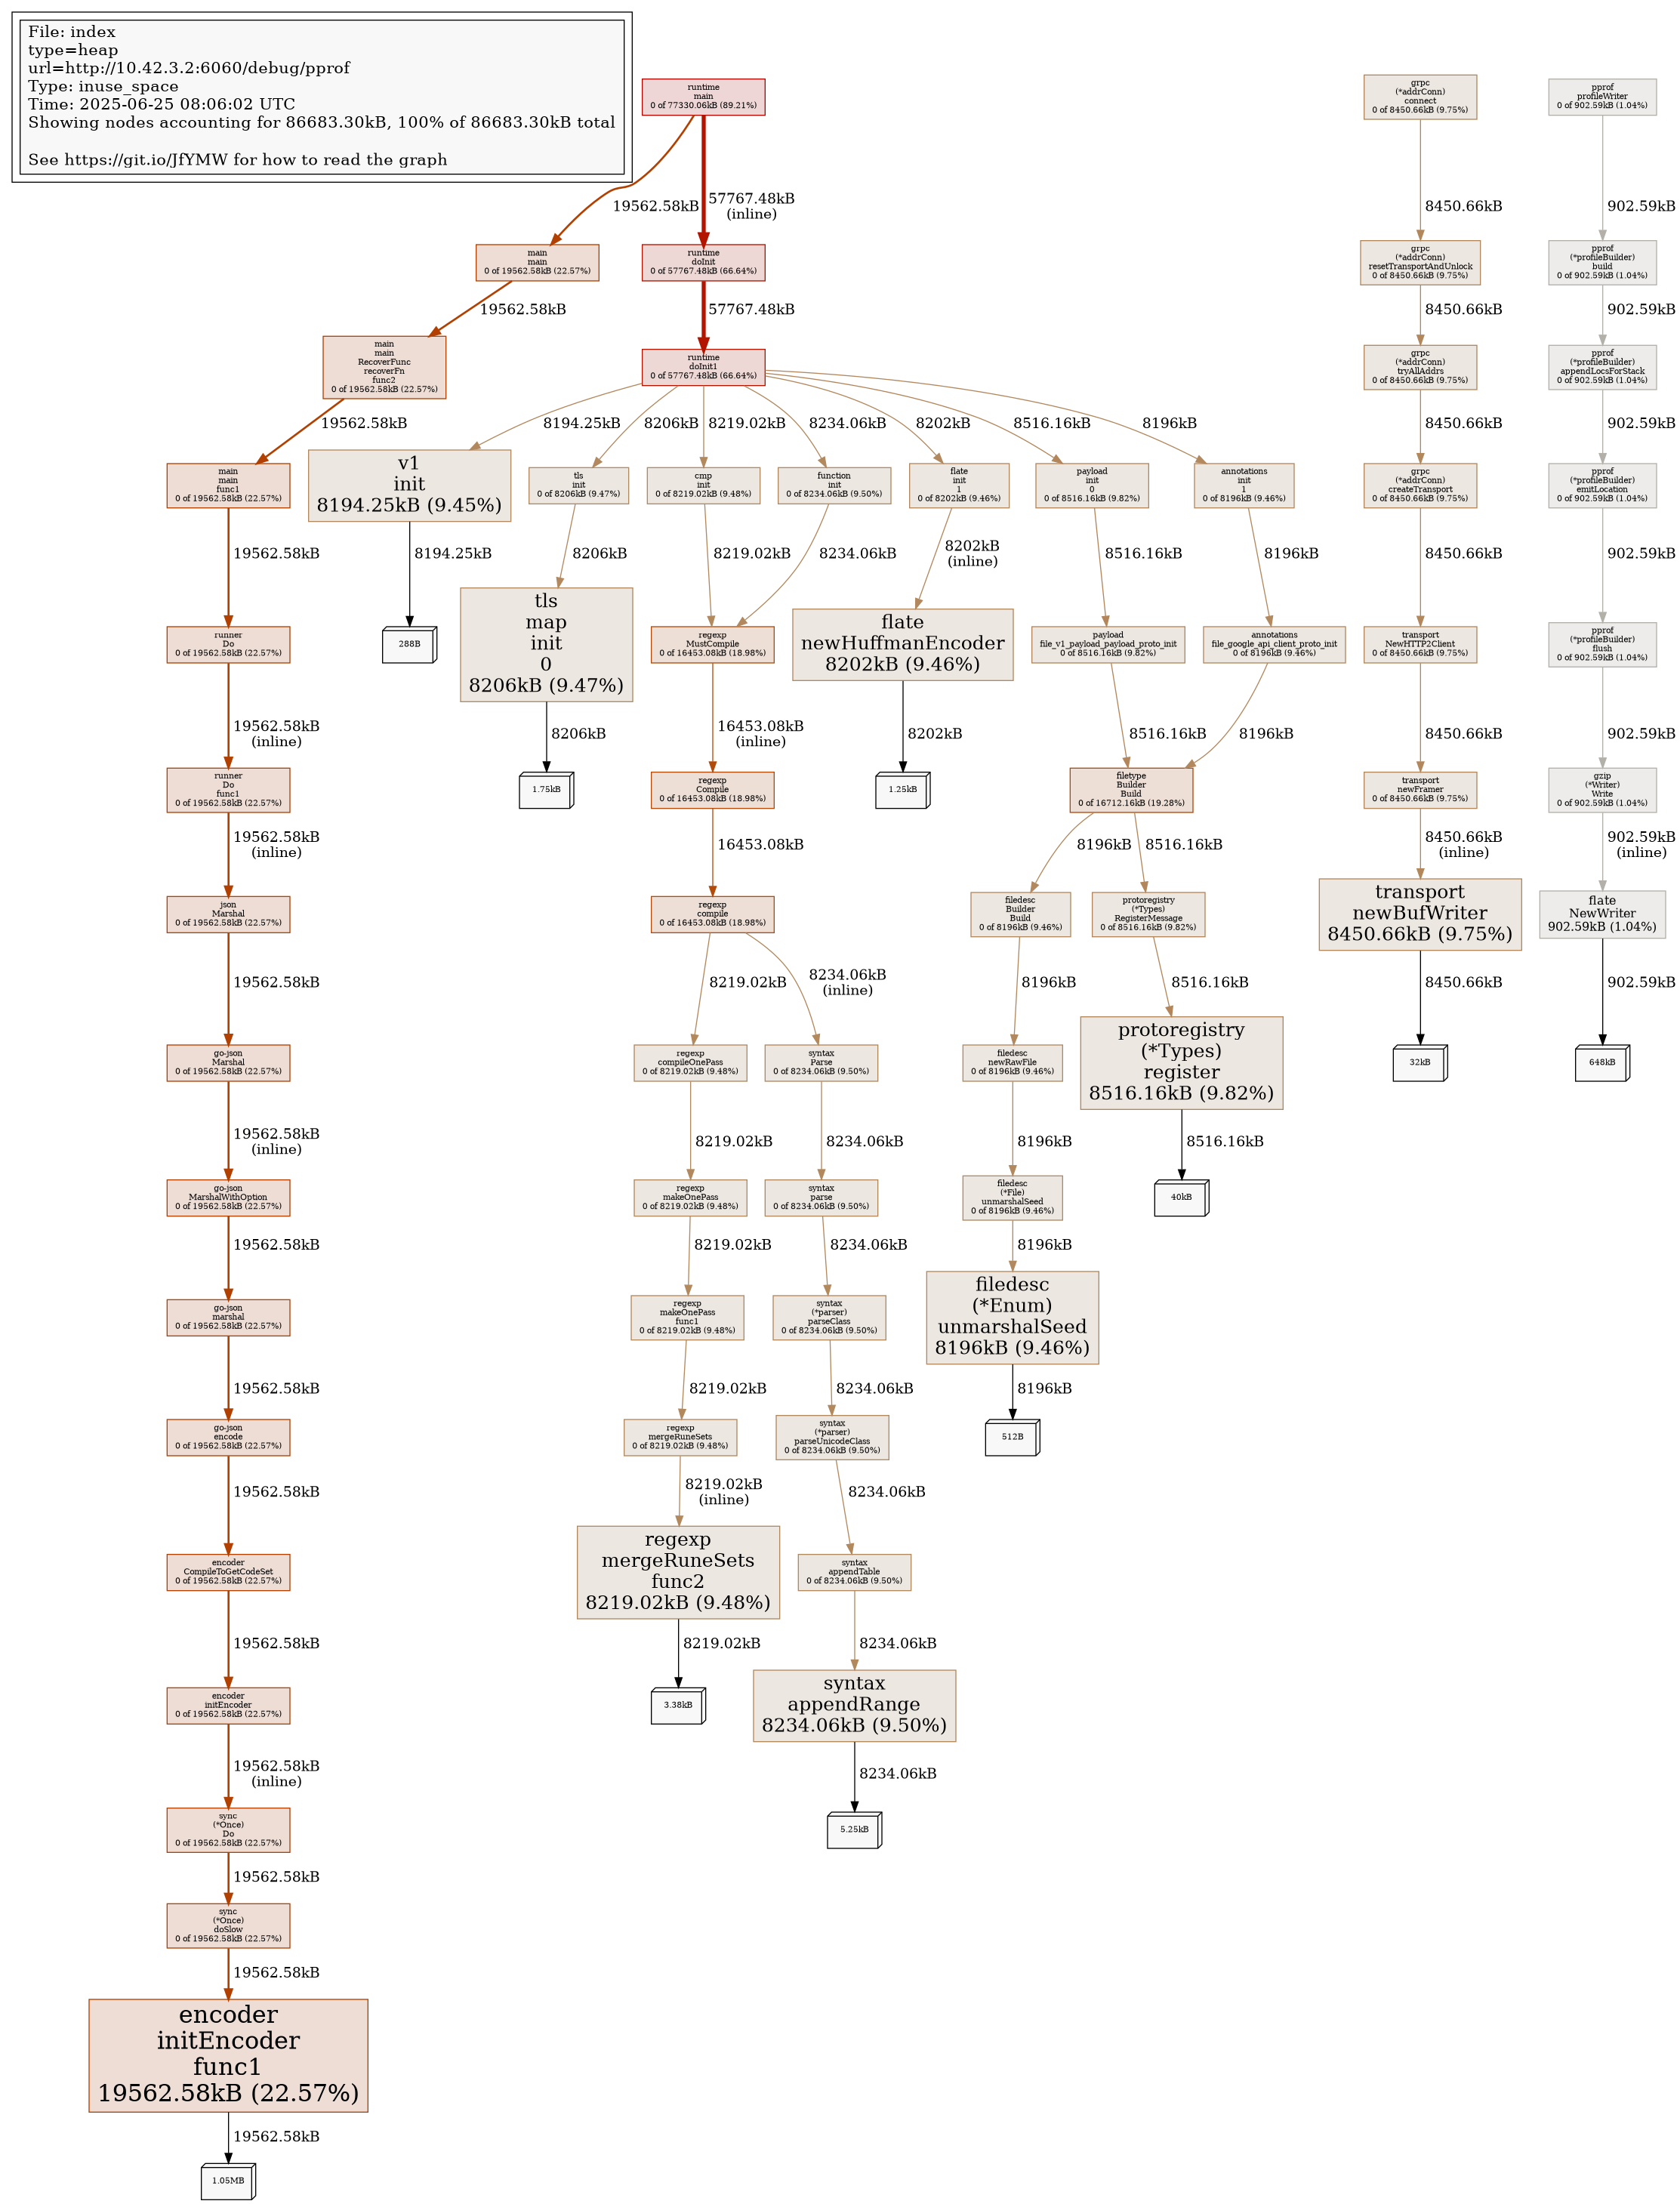 File: index
type=heap
url=http://10.42.3.2:6060/debug/pprof
Type: inuse_space
Time: 2025-06-25 08:06:02 UTC
Showing nodes accounting for 86683.30kB, 100% of 86683.30kB total
See https://git.io/JfYMW for how to read the graph
runtime
main
0 of 77330.06kB (89.21%)
19562.58kB
57767.48kB
(inline)
main
main
0 of 19562.58kB (22.57%)
19562.58kB
main
main
RecoverFunc
recoverFn
func2
0 of 19562.58kB (22.57%)
19562.58kB
main
main
func1
0 of 19562.58kB (22.57%)
19562.58kB
runner
Do
0 of 19562.58kB (22.57%)
19562.58kB
(inline)
runner
Do
func1
0 of 19562.58kB (22.57%)
19562.58kB
(inline)
json
Marshal
0 of 19562.58kB (22.57%)
19562.58kB
go-json
Marshal
0 of 19562.58kB (22.57%)
19562.58kB
(inline)
go-json
MarshalWithOption
0 of 19562.58kB (22.57%)
19562.58kB
go-json
marshal
0 of 19562.58kB (22.57%)
19562.58kB
go-json
encode
0 of 19562.58kB (22.57%)
19562.58kB
encoder
CompileToGetCodeSet
0 of 19562.58kB (22.57%)
19562.58kB
encoder
initEncoder
0 of 19562.58kB (22.57%)
19562.58kB
(inline)
sync
(*Once)
Do
0 of 19562.58kB (22.57%)
19562.58kB
sync
(*Once)
doSlow
0 of 19562.58kB (22.57%)
19562.58kB
encoder
initEncoder
func1
19562.58kB (22.57%)
19562.58kB
1.05MB
runtime
doInit
0 of 57767.48kB (66.64%)
57767.48kB
runtime
doInit1
0 of 57767.48kB (66.64%)
8194.25kB
8206kB
8219.02kB
8234.06kB
8202kB
8516.16kB
8196kB
v1
init
8194.25kB (9.45%)
8194.25kB
288B
tls
init
0 of 8206kB (9.47%)
8206kB
tls
map
init
0
8206kB (9.47%)
8206kB
1.75kB
cmp
init
0 of 8219.02kB (9.48%)
8219.02kB
function
init
0 of 8234.06kB (9.50%)
8234.06kB
regexp
MustCompile
0 of 16453.08kB (18.98%)
16453.08kB
(inline)
regexp
Compile
0 of 16453.08kB (18.98%)
16453.08kB
regexp
compile
0 of 16453.08kB (18.98%)
8219.02kB
8234.06kB
(inline)
regexp
compileOnePass
0 of 8219.02kB (9.48%)
8219.02kB
regexp
makeOnePass
0 of 8219.02kB (9.48%)
8219.02kB
regexp
makeOnePass
func1
0 of 8219.02kB (9.48%)
8219.02kB
regexp
mergeRuneSets
0 of 8219.02kB (9.48%)
8219.02kB
(inline)
regexp
mergeRuneSets
func2
8219.02kB (9.48%)
8219.02kB
3.38kB
syntax
Parse
0 of 8234.06kB (9.50%)
8234.06kB
syntax
parse
0 of 8234.06kB (9.50%)
8234.06kB
syntax
(*parser)
parseClass
0 of 8234.06kB (9.50%)
8234.06kB
syntax
(*parser)
parseUnicodeClass
0 of 8234.06kB (9.50%)
8234.06kB
syntax
appendTable
0 of 8234.06kB (9.50%)
8234.06kB
syntax
appendRange
8234.06kB (9.50%)
8234.06kB
5.25kB
flate
init
1
0 of 8202kB (9.46%)
8202kB
(inline)
flate
newHuffmanEncoder
8202kB (9.46%)
8202kB
1.25kB
payload
init
0
0 of 8516.16kB (9.82%)
8516.16kB
payload
file_v1_payload_payload_proto_init
0 of 8516.16kB (9.82%)
8516.16kB
annotations
init
1
0 of 8196kB (9.46%)
8196kB
annotations
file_google_api_client_proto_init
0 of 8196kB (9.46%)
8196kB
filetype
Builder
Build
0 of 16712.16kB (19.28%)
8196kB
8516.16kB
filedesc
Builder
Build
0 of 8196kB (9.46%)
8196kB
filedesc
newRawFile
0 of 8196kB (9.46%)
8196kB
filedesc
(*File)
unmarshalSeed
0 of 8196kB (9.46%)
8196kB
filedesc
(*Enum)
unmarshalSeed
8196kB (9.46%)
8196kB
512B
protoregistry
(*Types)
RegisterMessage
0 of 8516.16kB (9.82%)
8516.16kB
protoregistry
(*Types)
register
8516.16kB (9.82%)
8516.16kB
40kB
grpc
(*addrConn)
connect
0 of 8450.66kB (9.75%)
8450.66kB
grpc
(*addrConn)
resetTransportAndUnlock
0 of 8450.66kB (9.75%)
8450.66kB
grpc
(*addrConn)
tryAllAddrs
0 of 8450.66kB (9.75%)
8450.66kB
grpc
(*addrConn)
createTransport
0 of 8450.66kB (9.75%)
8450.66kB
transport
NewHTTP2Client
0 of 8450.66kB (9.75%)
8450.66kB
transport
newFramer
0 of 8450.66kB (9.75%)
8450.66kB
(inline)
transport
newBufWriter
8450.66kB (9.75%)
8450.66kB
32kB
pprof
profileWriter
0 of 902.59kB (1.04%)
902.59kB
pprof
(*profileBuilder)
build
0 of 902.59kB (1.04%)
902.59kB
pprof
(*profileBuilder)
appendLocsForStack
0 of 902.59kB (1.04%)
902.59kB
pprof
(*profileBuilder)
emitLocation
0 of 902.59kB (1.04%)
902.59kB
pprof
(*profileBuilder)
flush
0 of 902.59kB (1.04%)
902.59kB
gzip
(*Writer)
Write
0 of 902.59kB (1.04%)
902.59kB
(inline)
flate
NewWriter
902.59kB (1.04%)
902.59kB
648kB